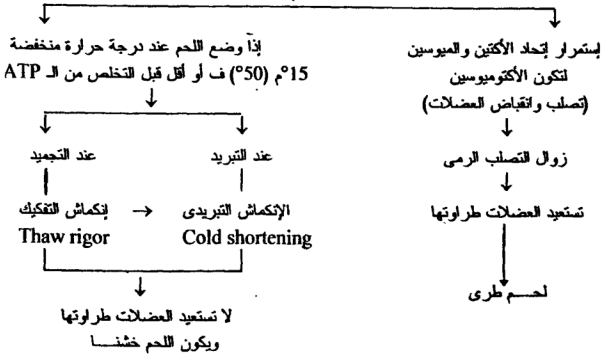 إستمرار إتحاد الأكتين والميوسين
لتكون الأكتوميوسين
(تصلب وانقباض العضلات)
زوال التصلب الرمى
تستعيد العضلات طراوتها
لحـــم طرى
إذاً وضع اللحم عند درجة حرارة منخفضة
15°م (50°) ف أو أقل قبل التخلص من الـ ATP
عند التبريد
عند التجميد
الإنكماش التبريدى
Cold shortening
إنكماش التفكيك
Thaw rigor
لا تستعيد العضلات طراوتها
ويكون اللحم خشنـــا